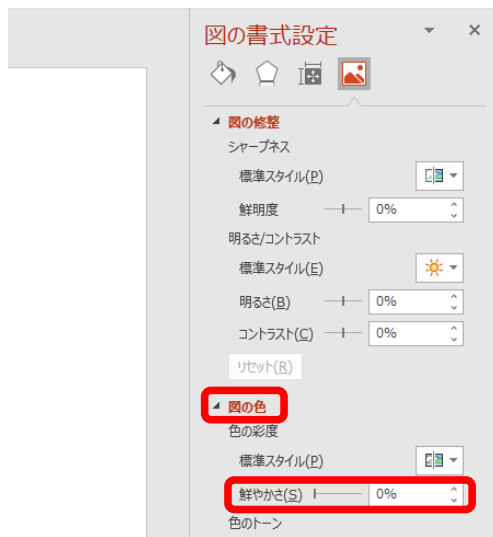 図の書式設定
図の修整
シャープネス
標準スタイル(P)
鮮明度 0%
明るさ/コントラスト
標準スタイル(E)
明るさ(B) 0%
コントラスト(C) 0%
リセット(R)
図の色
色の彩度
標準スタイル(P)
鮮やかさ(S) 0%
色のトーン